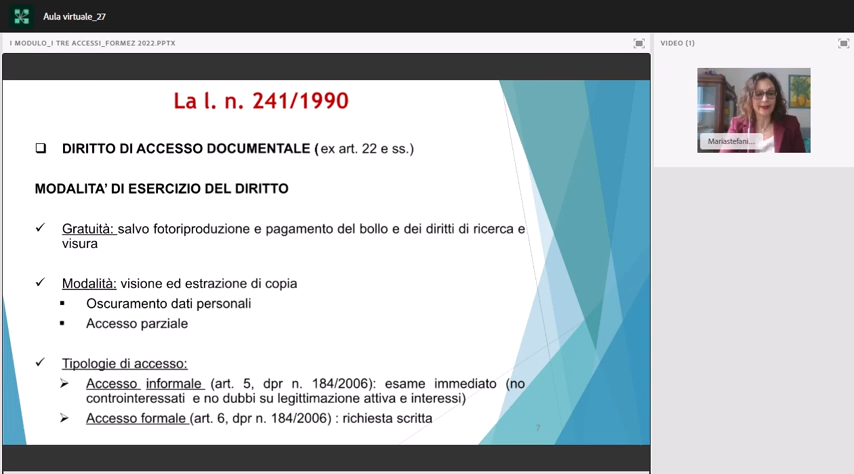 Aula virtuale_27
I MODULO_I TRE ACCESSI_FORMEZ 2022.PPTX
VIDEO (1)
La l. n. 241/1990
DIRITTO DI ACCESSO DOCUMENTALE (ex art. 22 e ss.)
MODALITA' DI ESERCIZIO DEL DIRITTO
Gratuità: salvo fotoriproduzione e pagamento del bollo e dei diritti di ricerca e
visura
Modalità: visione ed estrazione di copia
Oscuramento dati personali
Accesso parziale
Tipologie di accesso:
Accesso informale (art. 5, dpr n. 184/2006): esame immediato (no
controinteressati e no dubbi su legittimazione attiva e interessi)
Accesso formale (art. 6, dpr n. 184/2006) : richiesta scritta
7
Mariastefani...